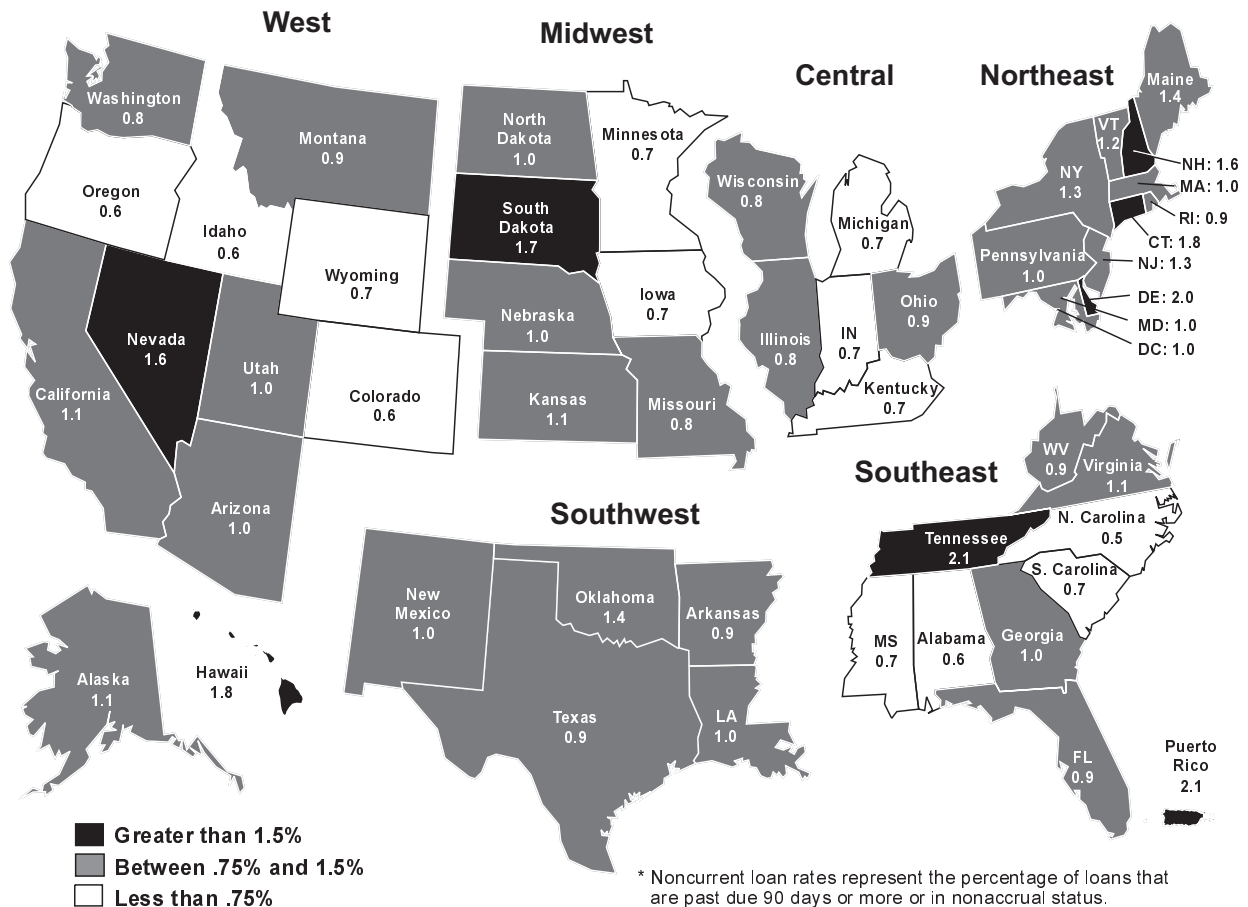 West
Washington
0.8
Montana
0.9
Oregon
0.6
Idaho
0.6
Wyoming
0.7
Nevada
1.6
Utah
1.0
Colorado
0.6
California
1.1
Arizona
1.0
Alaska
1.1
Hawaii
1.8
Midwest
North
Dakota
1.0
Minnesota
0.7
South
Dakota
1.7
Iowa
0.7
Nebraska
1.0
Kansas
1.1
Missouri
0.8
Central
Wisconsin
0.8
Michigan
0.7
Illinois
0.8
IN
0.7
Ohio
0.9
Kentucky
0.7
Northeast
Maine
1.4
VT
1.2
NH: 1.6
NY
1.3
MA: 1.0
RI: 0.9
CT: 1.8
Pennsylvania
1.0
NJ: 1.3
DE: 2.0
MD: 1.0
DC: 1.0
Southwest
New
Mexico
1.0
Oklahoma
1.4
Arkansas
0.9
Texas
0.9
LA
1.0
Southeast
WV
0.9
Virginia
1.1
Tennessee
2.1
N. Carolina
0.5
S. Carolina
0.7
MS
0.7
Alabama
0.6
Georgia
1.0
FL
0.9
Puerto
Rico
2.1
Greater than 1.5%
Between .75% and 1.5%
Less than .75%
* Noncurrent loan rates represent the percentage of loans that
are past due 90 days or more or in nonaccrual status.